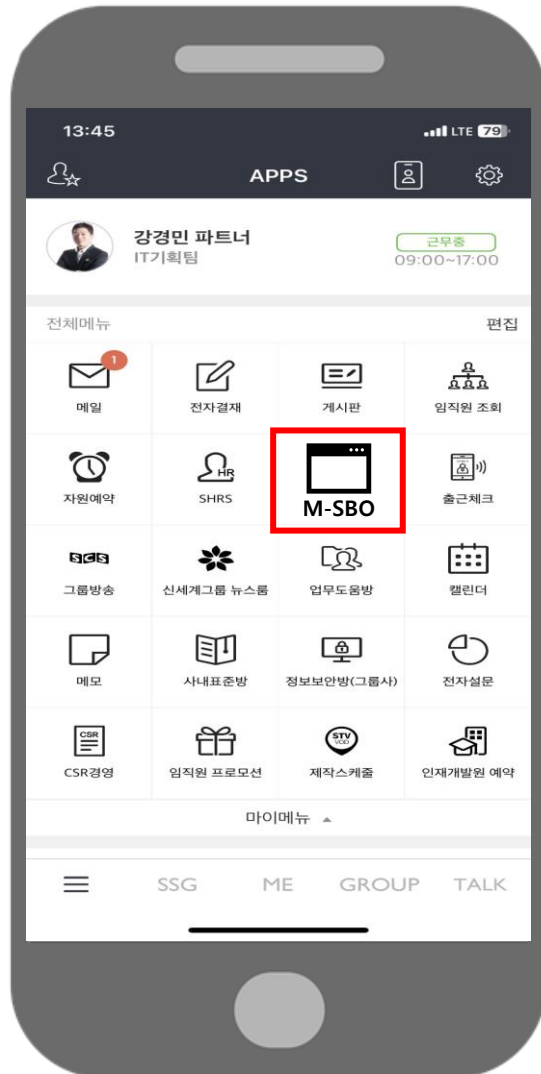 13:45 LTE 79
APPS
강경민 파트너 근무중
IT기획팀 09:00~17:00
전체메뉴 편집
1
메일 전자결재 게시판 임직원 조회
HR
자원예약 SHRS M-SBO 출근체크
SCS
그룹방송 신세계그룹 뉴스룸 업무도움방 캘린더
메모 사내표준방 정보보안방(그룹사) 전자설문
CSR STV VOD
CSR경영 임직원 프로모션 제작스케줄 인재개발원 예약
마이메뉴
SSG ME GROUP TALK